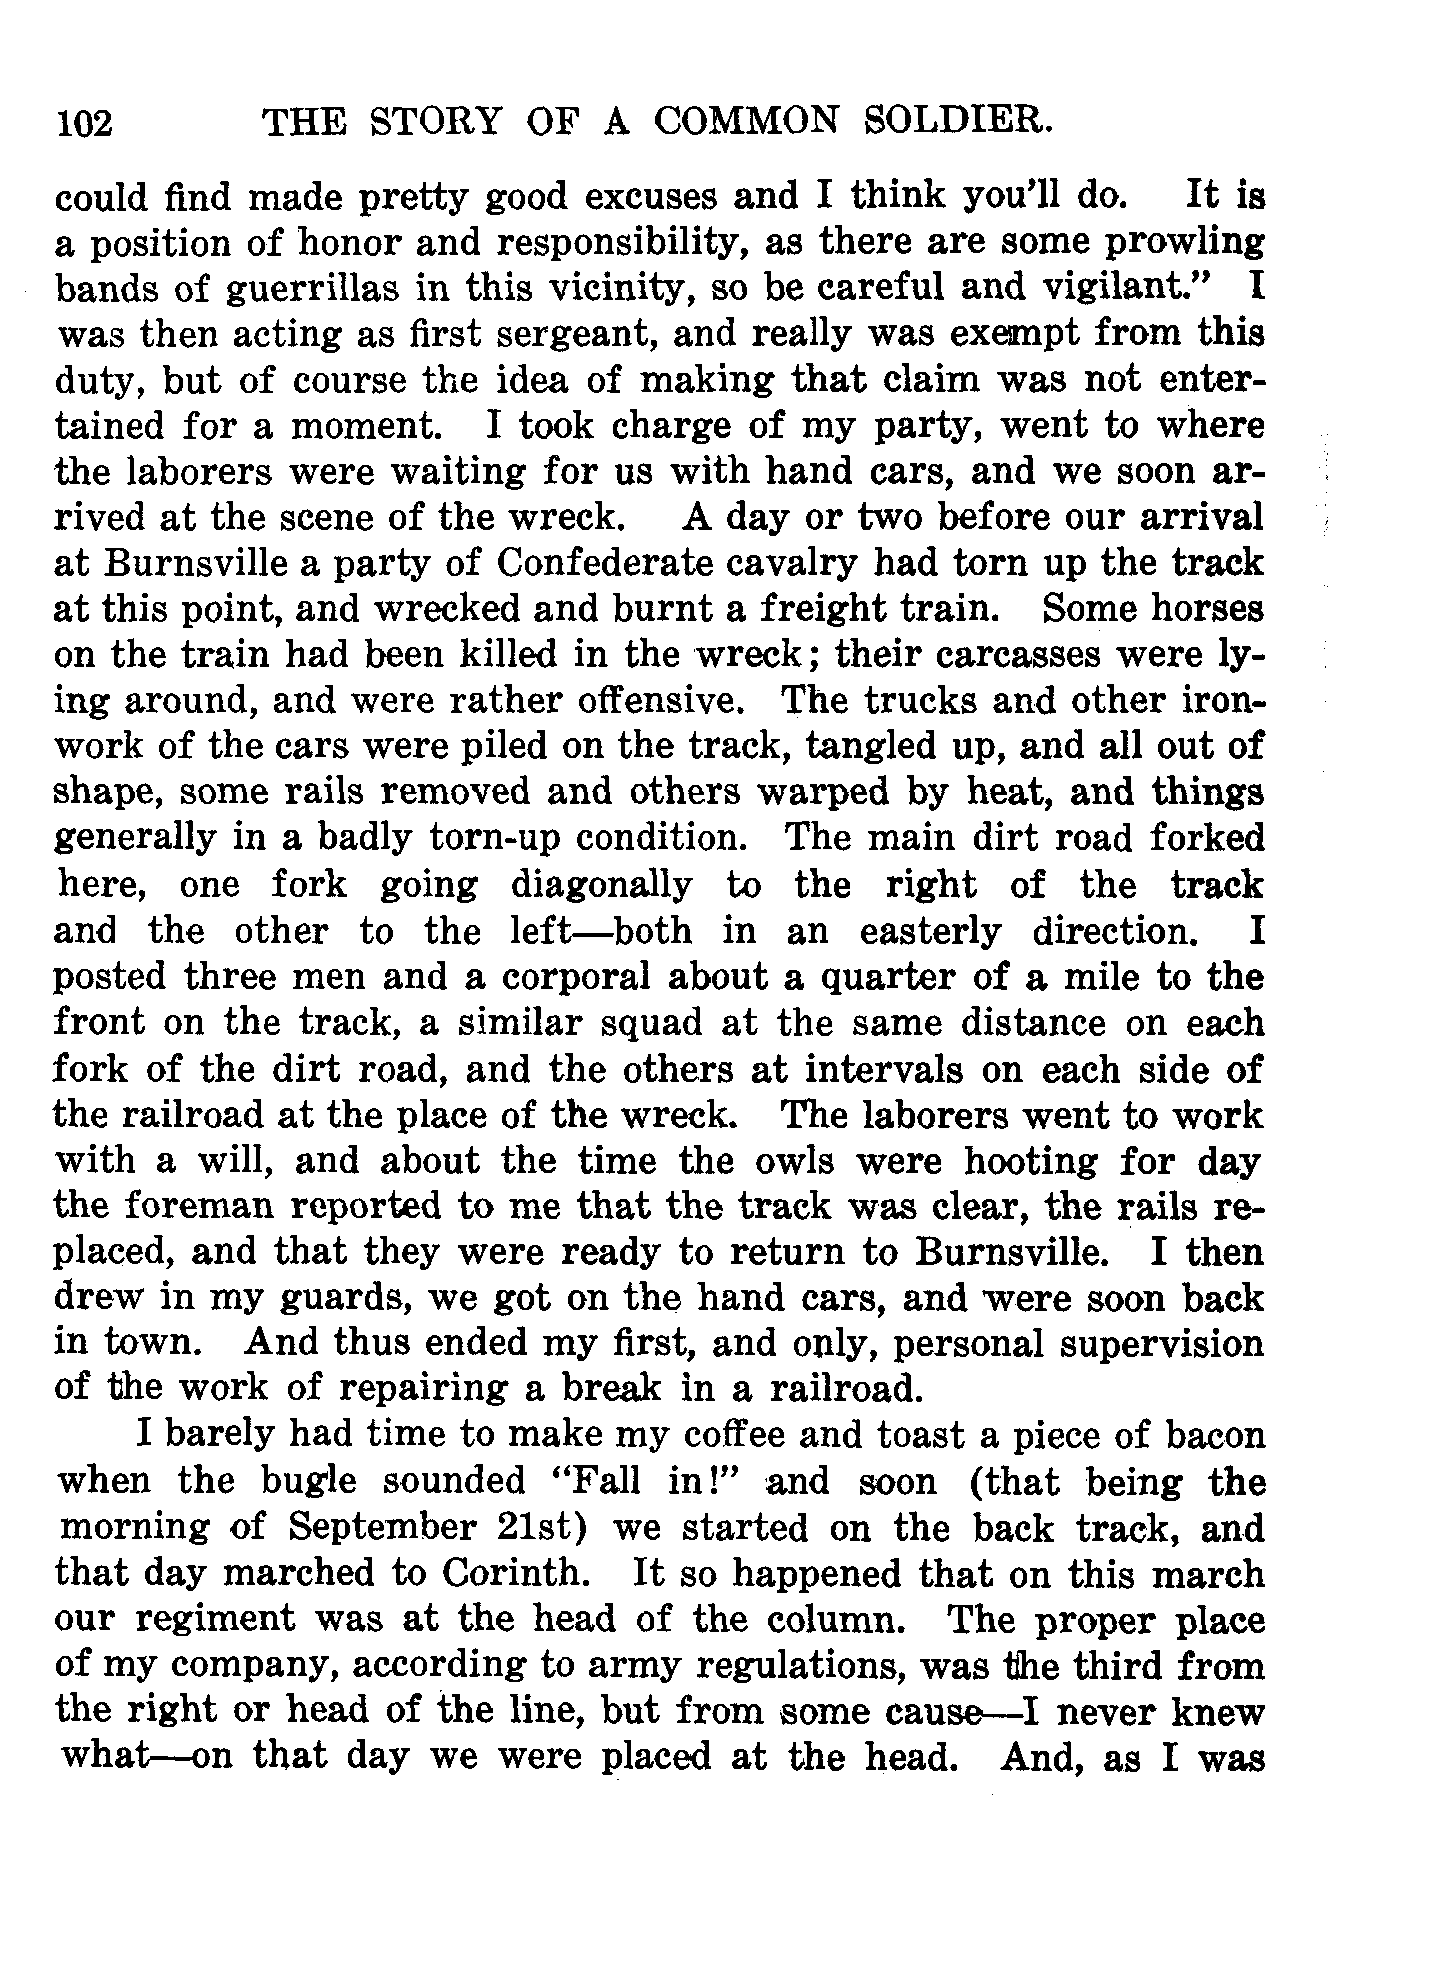 102 THE STORY OF A COMMON SOLDIER.
could find made pretty good excuses and I think you'll do. It is
a position of honor and responsibility, as there are some prowling
bands of guerrillas in this vicinity, so be careful and vigilant." I
was then acting as first sergeant, and really was exempt from this
duty, but of course the idea of making that claim was not enter-
tained for a moment. I took charge of my party, went to where
the laborers were waiting for us with hand cars, and we soon ar-
rived at the scene of the wreck. A day or two before our arrival
at Burnsville a party of Confederate cavalry had torn up the track
at this point, and wrecked and burnt a freight train. Some horses
on the train had been killed in the wreck; their carcasses were ly-
ing around, and were rather offensive. The trucks and other iron-
work of the cars were piled on the track, tangled up, and all out of
shape, some rails removed and others warped by heat, and things
generally in a badly torn-up condition. The main dirt road forked
here, one fork going diagonally to the right of the track
and the other to the left—both in an easterly direction. I
posted three men and a corporal about a quarter of a mile to the
front on the track, a similar squad at the same distance on each
fork of the dirt road, and the others at intervals on each side of
the railroad at the place of the wreck. The laborers went to work
with a will, and about the time the owls were hooting for day
the foreman reported to me that the track was clear, the rails re-
placed, and that they were ready to return to Burnsville. I then
drew in my guards, we got on the hand cars, and were soon back
in town. And thus ended my first, and only, personal supervision
of the work of repairing a break in a railroad.
I barely had time to make my coffee and toast a piece of bacon
when the bugle sounded "Fall in!" and soon (that being the
morning of September 21st) we started on the back track, and
that day marched to Corinth. It so happened that on this march
our regiment was at the head of the column. The proper place
of my company, according to army regulations, was the third from
the right or head of the line, but from some cause—I never knew
what—on that day we were placed at the head. And, as I was